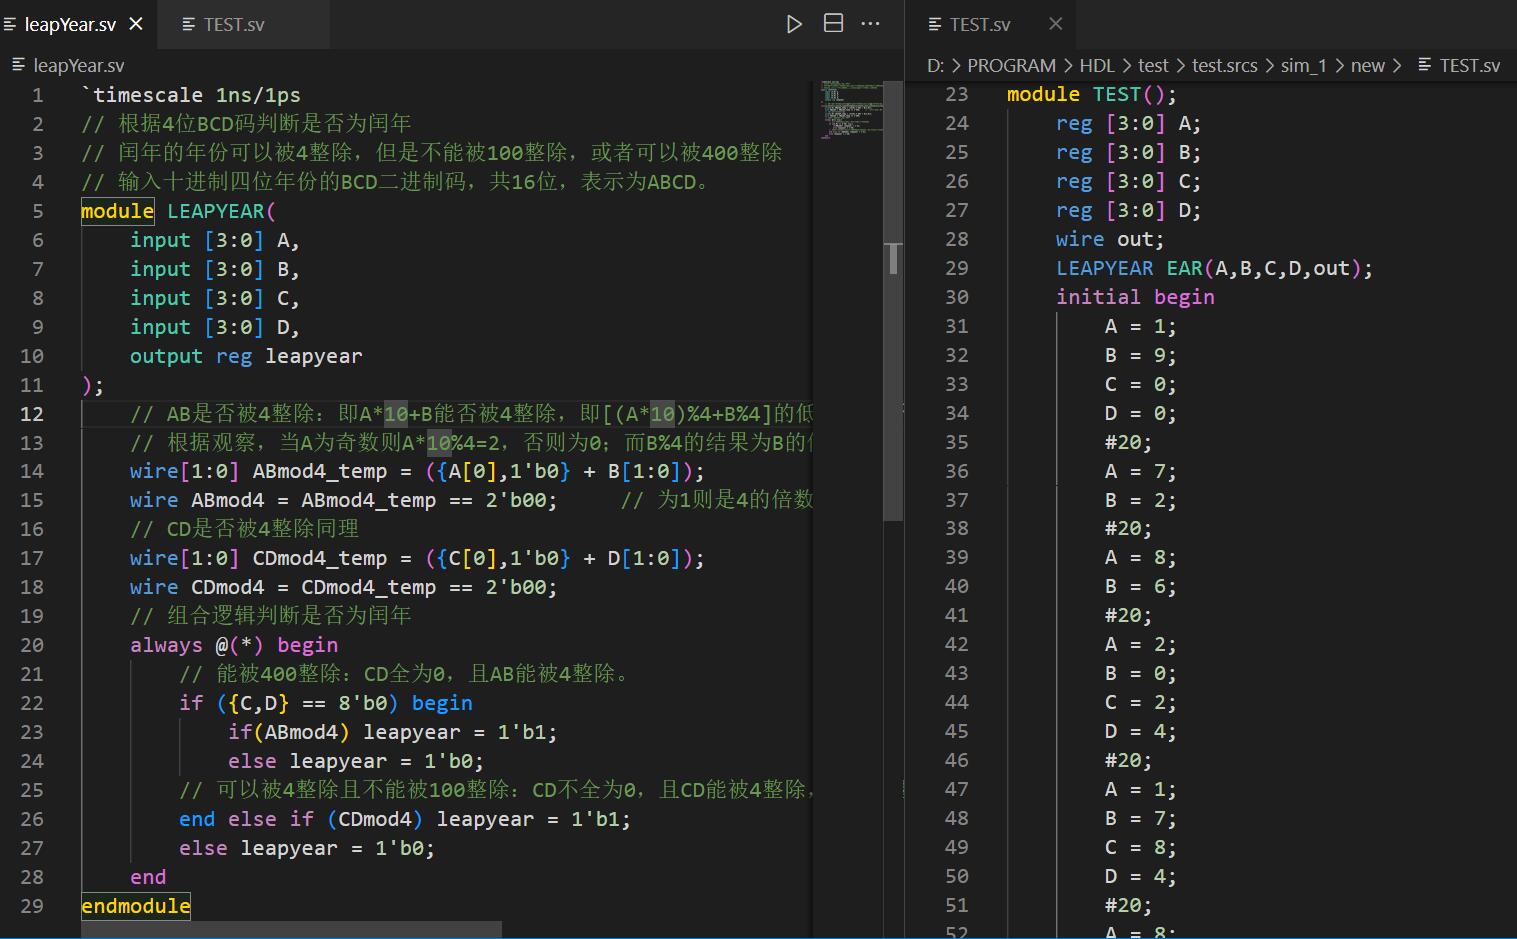 leapYear.sv
TEST.sv
leapYear.sv
1 `timescale 1ns/1ps
2 // 根据4位BCD码判断是否为闰年
3 // 闰年的年份可以被4整除，但是不能被100整除，或者可以被400整除
4 // 输入十进制四位年份的BCD二进制码，共16位，表示为ABCD。
5 module LEAPYEAR(
6 input [3:0] A,
7 input [3:0] B,
8 input [3:0] C,
9 input [3:0] D,
10 output reg leapyear
11 );
12 // AB是否被4整除：即A*10+B能否被4整除，即[(A*10)%4+B%4]的低
13 // 根据观察，当A为奇数则A*10%4=2，否则为0；而B%4的结果为B的
14 wire[1:0] ABmod4_temp = ({A[0],1'b0} + B[1:0]);
15 wire ABmod4 = ABmod4_temp == 2'b00; // 为1则是4的倍数
16 // CD是否被4整除同理
17 wire[1:0] CDmod4_temp = ({C[0],1'b0} + D[1:0]);
18 wire CDmod4 = CDmod4_temp == 2'b00;
19 // 组合逻辑判断是否为闰年
20 always @(*) begin
21 // 能被400整除：CD全为0，且AB能被4整除。
22 if ({C,D} == 8'b0) begin
23 if(ABmod4) leapyear = 1'b1;
24 else leapyear = 1'b0;
25 // 可以被4整除且不能被100整除：CD不全为0，且CD能被4整除，
26 end else if (CDmod4) leapyear = 1'b1;
27 else leapyear = 1'b0;
28 end
29 endmodule
TEST.sv
D: > PROGRAM > HDL > test > test.srcs > sim_1 > new > TEST.sv
23 module TEST();
24 reg [3:0] A;
25 reg [3:0] B;
26 reg [3:0] C;
27 reg [3:0] D;
28 wire out;
29 LEAPYEAR EAR(A,B,C,D,out);
30 initial begin
31 A = 1;
32 B = 9;
33 C = 0;
34 D = 0;
35 #20;
36 A = 7;
37 B = 2;
38 #20;
39 A = 8;
40 B = 6;
41 #20;
42 A = 2;
43 B = 0;
44 C = 2;
45 D = 4;
46 #20;
47 A = 1;
48 B = 7;
49 C = 8;
50 D = 4;
51 #20;
52 A = 8;